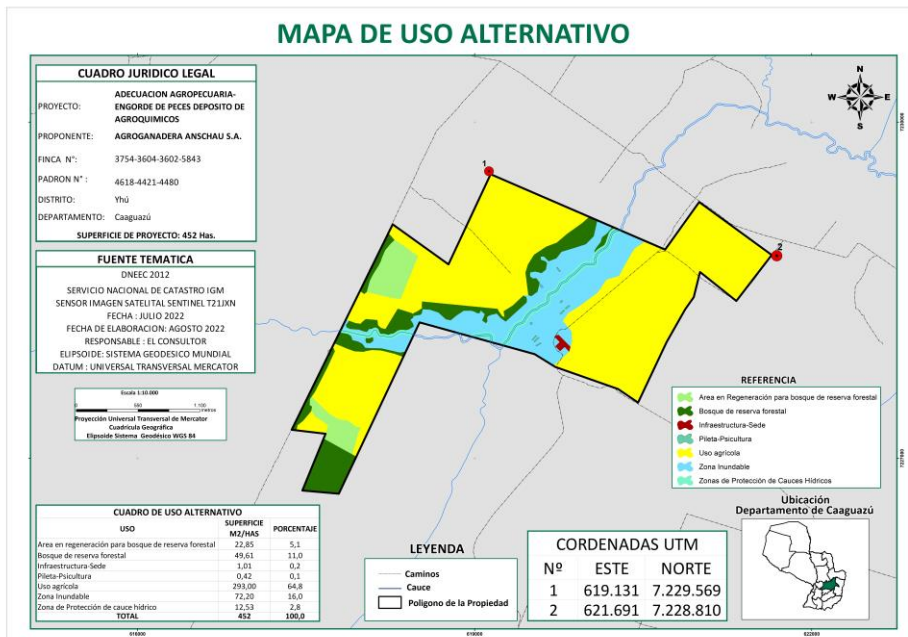 MAPA DE USO ALTERNATIVO
CUADRO JURIDICO LEGAL
PROYECTO: ADECUACION AGROPECUARIA-
ENGORDE DE PECES DEPOSITO DE
AGROQUIMICOS
PROPONENTE: AGROGANADERA ANSCHAU S.A.
FINCA N°: 3754-3604-3602-5843
PADRON N° : 4618-4421-4480
DISTRITO: Yhú
DEPARTAMENTO: Caaguazú
SUPERFICIE DE PROYECTO: 452 Has.
FUENTE TEMATICA
DNEEC 2012
SERVICIO NACIONAL DE CATASTRO IGM
SENSOR IMAGEN SATELITAL SENTINEL T21JXN
FECHA : JULIO 2022
FECHA DE ELABORACION: AGOSTO 2022
RESPONSABLE : EL CONSULTOR
ELIPSOIDE: SISTEMA GEODESICO MUNDIAL
DATUM : UNIVERSAL TRANSVERSAL MERCATOR
Escala 1:10.000
0 550 1.100
metros
Proyección Universal Transversal de Mercator
Cuadrícula Geográfica
Elipsoide Sistema Geodésico WGS 84
N
W E
S
1
2
REFERENCIA
Area en Regeneración para bosque de reserva forestal
Bosque de reserva forestal
Infraestructura-Sede
Pileta-Psicultura
Uso agrícola
Zona Inundable
Zonas de Protección de Cauces Hídricos
Ubicación
Departamento de Caaguazú
CUADRO DE USO ALTERNATIVO
USO SUPERFICIE M2/HAS PORCENTAJE
Area en regeneración para bosque de reserva forestal 22,85 5,1
Bosque de reserva forestal 49,61 11,0
Infraestructura-Sede 1,01 0,2
Pileta-Psicultura 0,42 0,1
Uso agrícola 293,00 64,8
Zona Inundable 72,20 16,0
Zona de Protección de cauce hídrico 12,53 2,8
TOTAL 452 100,0
LEYENDA
Caminos
Cauce
Poligono de la Propiedad
CORDENADAS UTM
Nº ESTE NORTE
1 619.131 7.229.569
2 621.691 7.228.810
616000 619000 622000
7230000
7227000